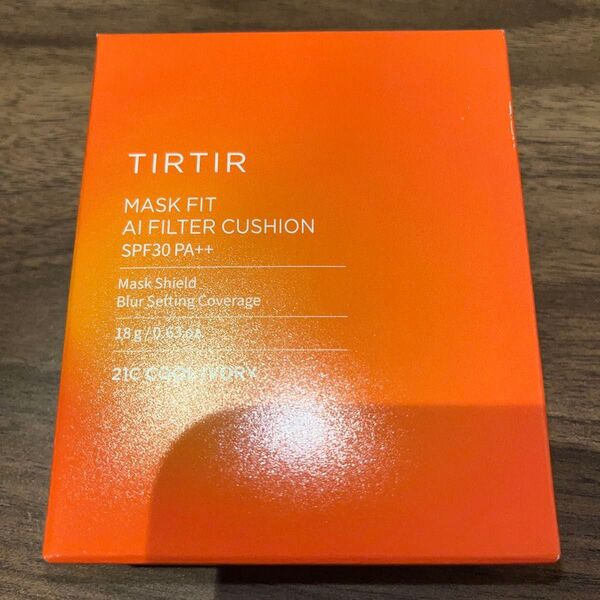 TIRTIR
MASK FIT
AI FILTER CUSHION
SPF30 PA++
Mask Shield
Blur Setting Coverage
18 g / 0.63 oz
21C COOL IVORY